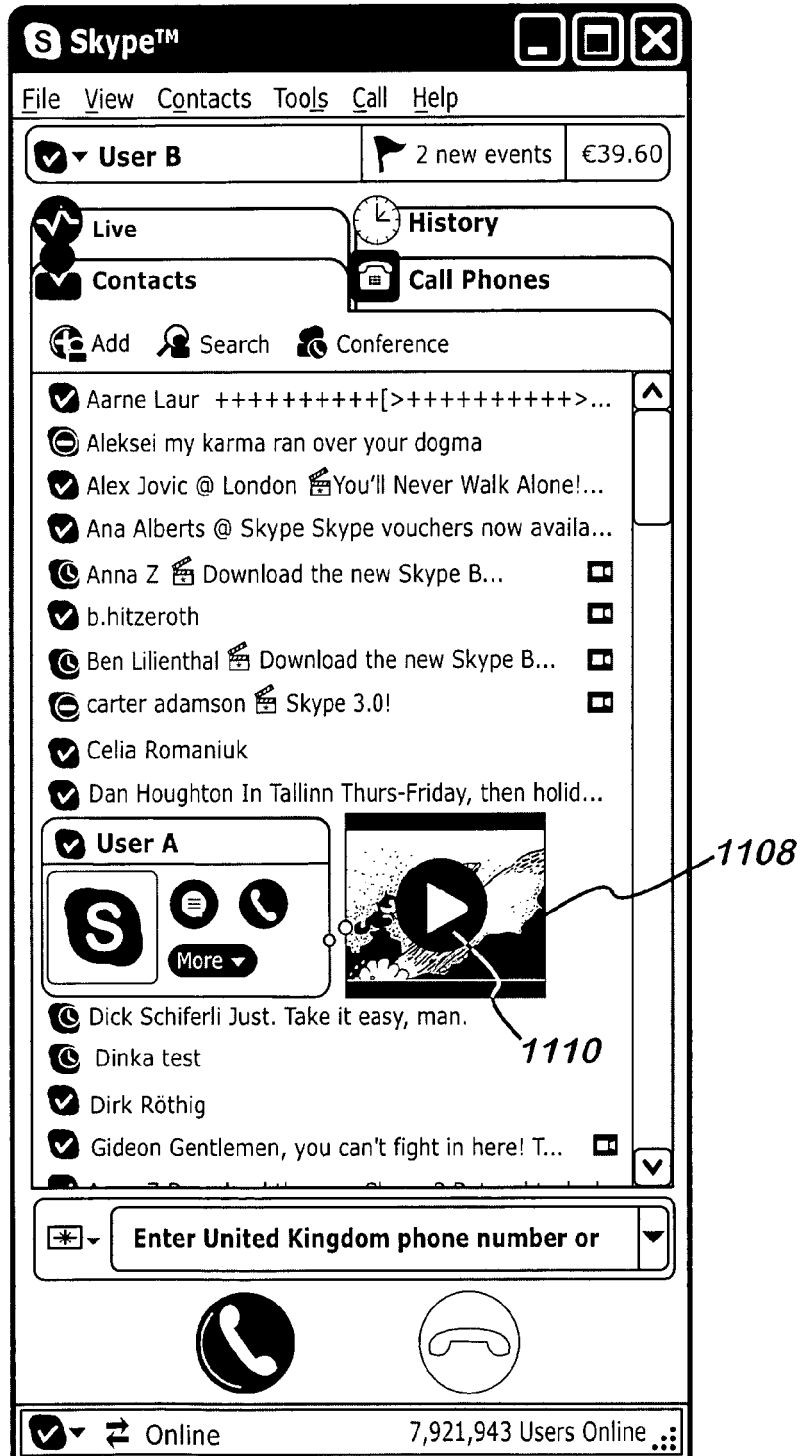 Skype™
File View Contacts Tools Call Help
User B 2 new events €39.60
Live History
Contacts Call Phones
Add Search Conference
Aarne Laur ++++++++++[>++++++++++>...
Aleksei my karma ran over your dogma
Alex Jovic @ London You'll Never Walk Alone!...
Ana Alberts @ Skype Skype vouchers now availa...
Anna Z Download the new Skype B...
b.hitzeroth
Ben Lilienthal Download the new Skype B...
carter adamson Skype 3.0!
Celia Romaniuk
Dan Houghton In Tallinn Thurs-Friday, then holid...
User A
1108
S
More
Dick Schiferli Just. Take it easy, man.
1110
Dinka test
Dirk Röthig
Gideon Gentlemen, you can't fight in here! T...
Enter United Kingdom phone number or
Online 7,921,943 Users Online